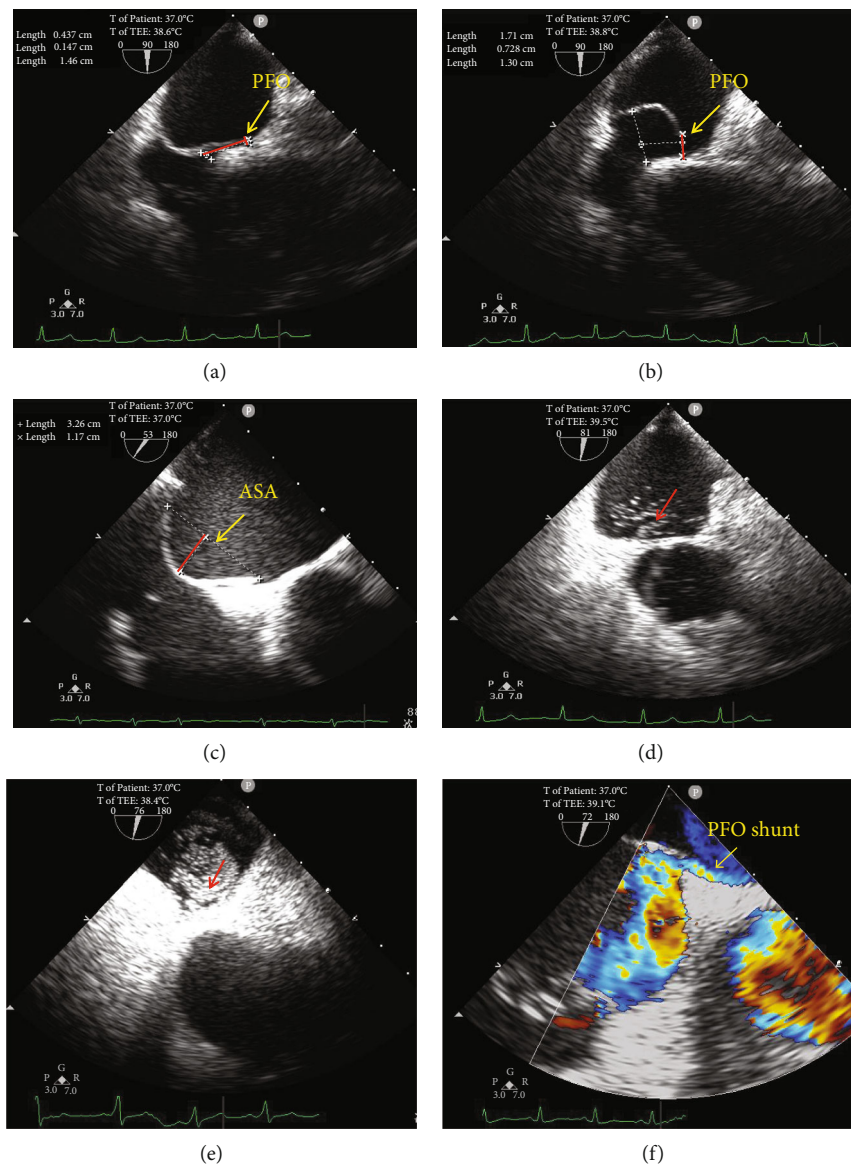 T of Patient: 37.0°C
T of TEE: 38.6°C
0 90 180
P
Length 0.437 cm
Length 0.147 cm
Length 1.46 cm
PFO
G
P R
3.0 7.0
(a)
T of Patient: 37.0°C
T of TEE: 38.8°C
0 90 180
P
Length 1.71 cm
Length 0.728 cm
Length 1.30 cm
PFO
G
P R
3.0 7.0
(b)
T of Patient: 37.0°C
T of TEE: 37.0°C
0 53 180
P
+ Length 3.26 cm
× Length 1.17 cm
ASA
G
P R
3.0 7.0
(c)
T of Patient: 37.0°C
T of TEE: 39.5°C
0 81 180
P
G
P R
3.0 7.0
(d)
T of Patient: 37.0°C
T of TEE: 38.4°C
0 76 180
P
G
P R
3.0 7.0
(e)
T of Patient: 37.0°C
T of TEE: 39.1°C
0 72 180
P
PFO shunt
G
P R
3.0 7.0
(f)